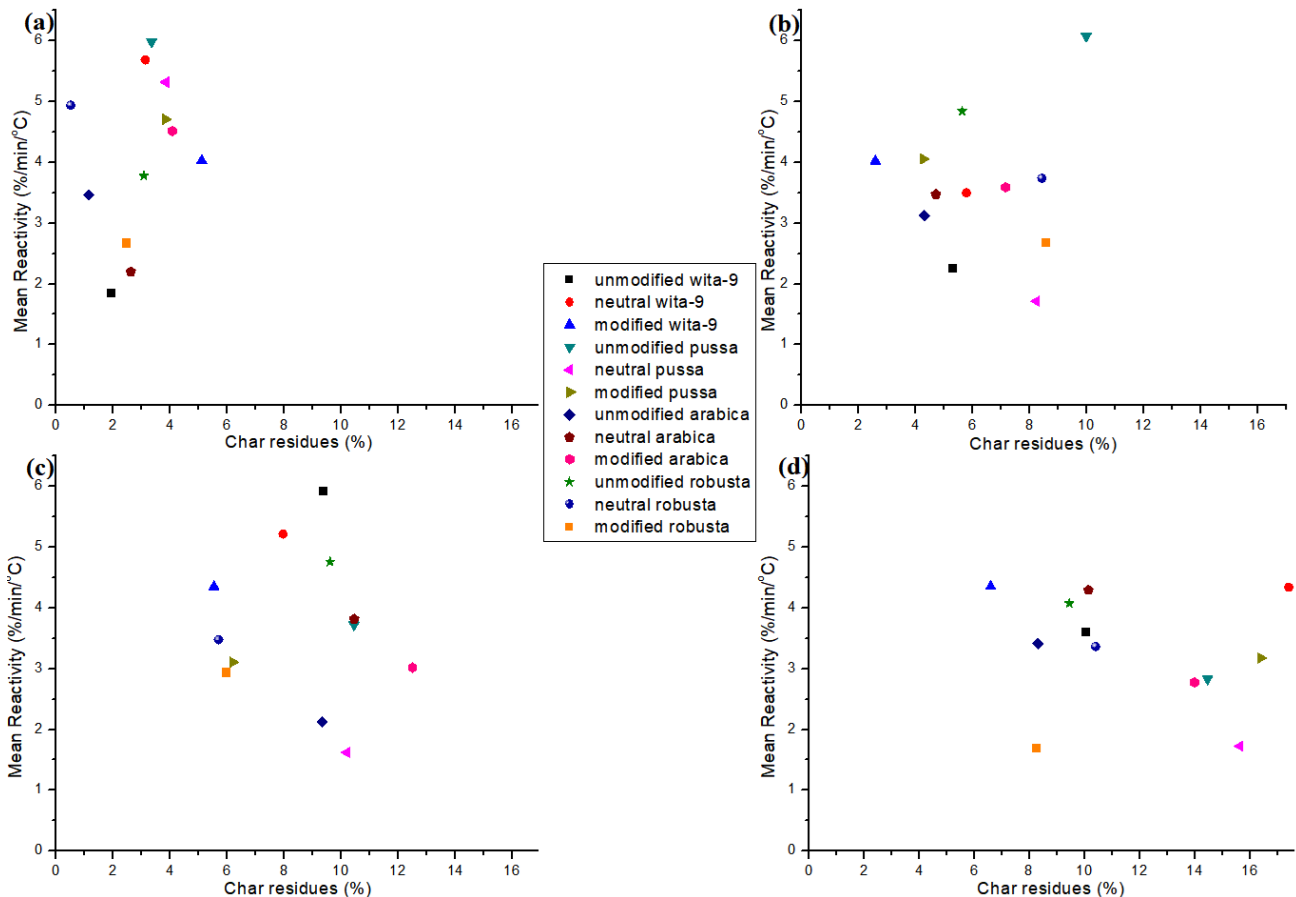 (a)
6
5
4
3
2
1
0
Mean Reactivity (%/min/°C)
0 2 4 6 8 10 12 14 16
Char residues (%)
(b)
6
5
4
3
2
1
0
Mean Reactivity (%/min/°C)
0 2 4 6 8 10 12 14 16
Char residues (%)
unmodified wita-9
neutral wita-9
modified wita-9
unmodified pussa
neutral pussa
modified pussa
unmodified arabica
neutral arabica
modified arabica
unmodified robusta
neutral robusta
modified robusta
(c)
6
5
4
3
2
1
0
Mean Reactivity (%/min/°C)
0 2 4 6 8 10 12 14 16
Char residues (%)
(d)
6
5
4
3
2
1
0
Mean Reactivity (%/min/°C)
0 2 4 6 8 10 12 14 16
Char residues (%)